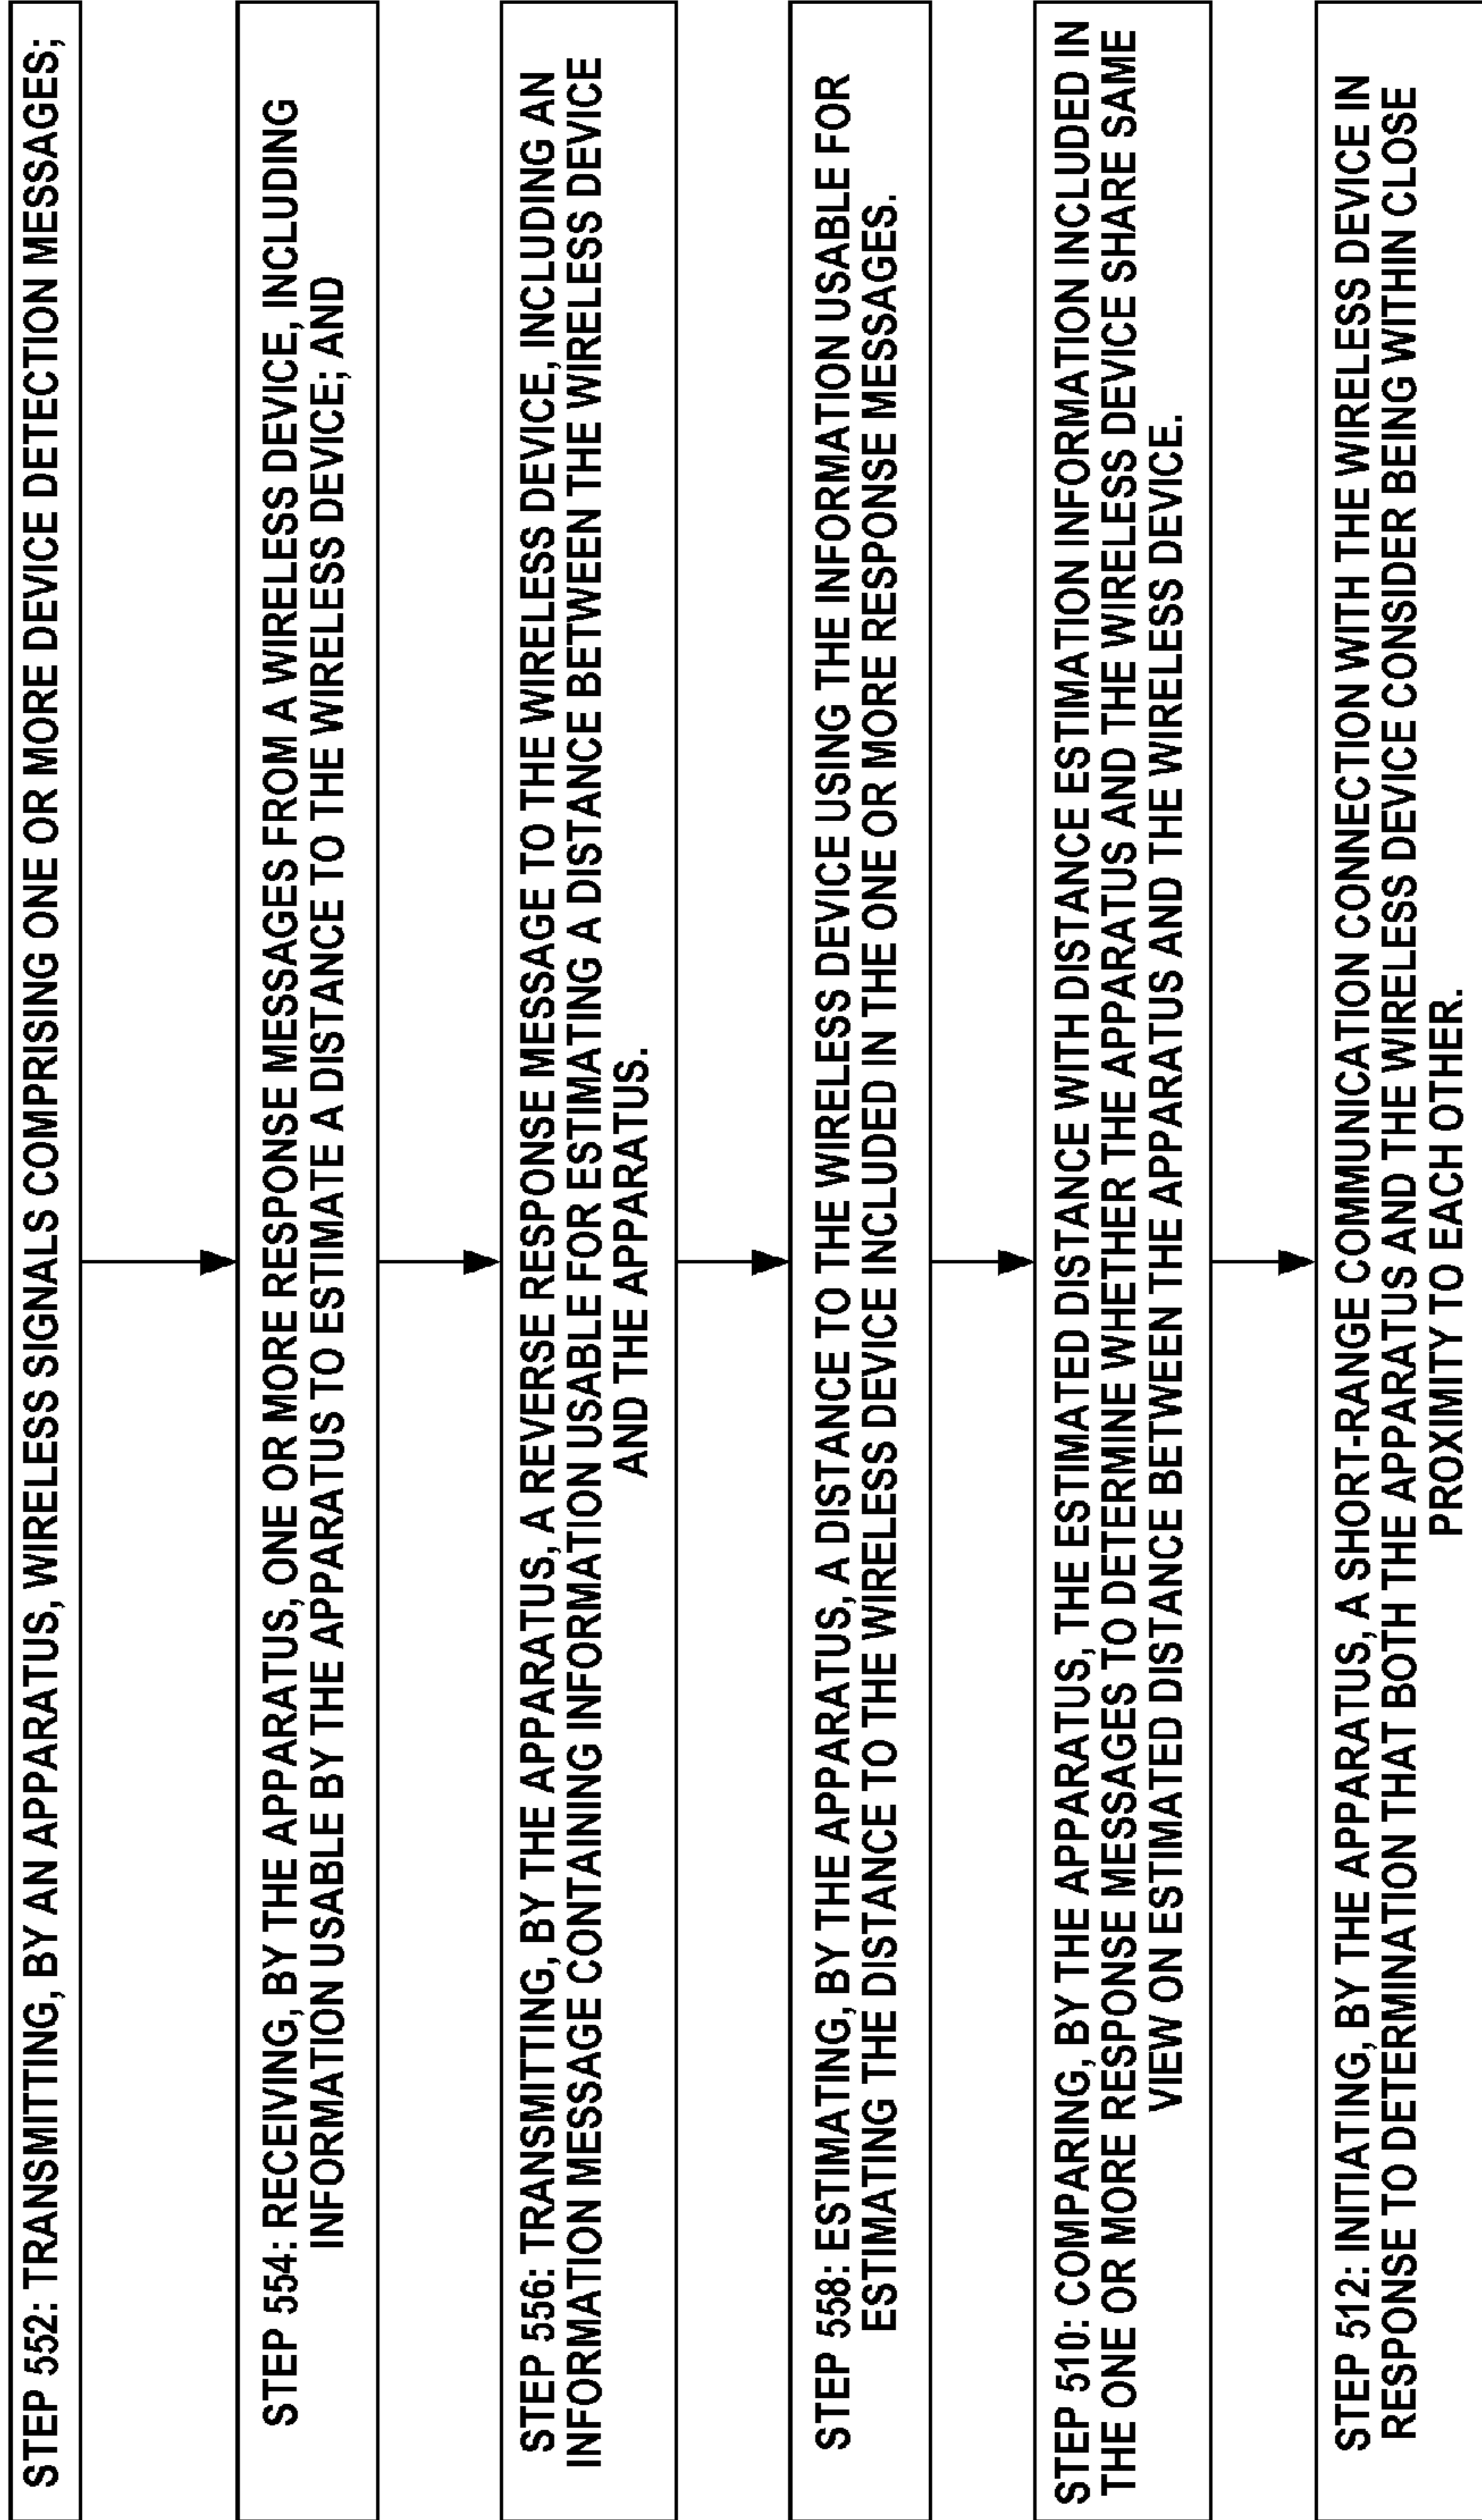 STEP 552: TRANSMITTING, BY AN APPARATUS, WIRELESS SIGNALS COMPRISING ONE OR MORE DEVICE DETECTION MESSAGES;
STEP 554: RECEIVING, BY THE APPARATUS, ONE OR MORE RESPONSE MESSAGES FROM A WIRELESS DEVICE, INCLUDING
INFORMATION USABLE BY THE APPARATUS TO ESTIMATE A DISTANCE TO THE WIRELESS DEVICE; AND
STEP 556: TRANSMITTING, BY THE APPARATUS, A REVERSE RESPONSE MESSAGE TO THE WIRELESS DEVICE, INCLUDING AN
INFORMATION MESSAGE CONTAINING INFORMATION USABLE FOR ESTIMATING A DISTANCE BETWEEN THE WIRELESS DEVICE
AND THE APPARATUS.
STEP 558: ESTIMATING, BY THE APPARATUS, A DISTANCE TO THE WIRELESS DEVICE USING THE INFORMATION USABLE FOR
ESTIMATING THE DISTANCE TO THE WIRELESS DEVICE INCLUDED IN THE ONE OR MORE RESPONSE MESSAGES.
STEP 510: COMPARING, BY THE APPARATUS, THE ESTIMATED DISTANCE WITH DISTANCE ESTIMATION INFORMATION INCLUDED IN
THE ONE OR MORE RESPONSE MESSAGES TO DETERMINE WHETHER THE APPARATUS AND THE WIRELESS DEVICE SHARE SAME
VIEW ON ESTIMATED DISTANCE BETWEEN THE APPARATUS AND THE WIRELESS DEVICE.
STEP 512: INITIATING, BY THE APPARATUS, A SHORT-RANGE COMMUNICATION CONNECTION WITH THE WIRELESS DEVICE IN
RESPONSE TO DETERMINATION THAT BOTH THE APPARATUS AND THE WIRELESS DEVICE CONSIDER BEING WITHIN CLOSE
PROXIMITY TO EACH OTHER.